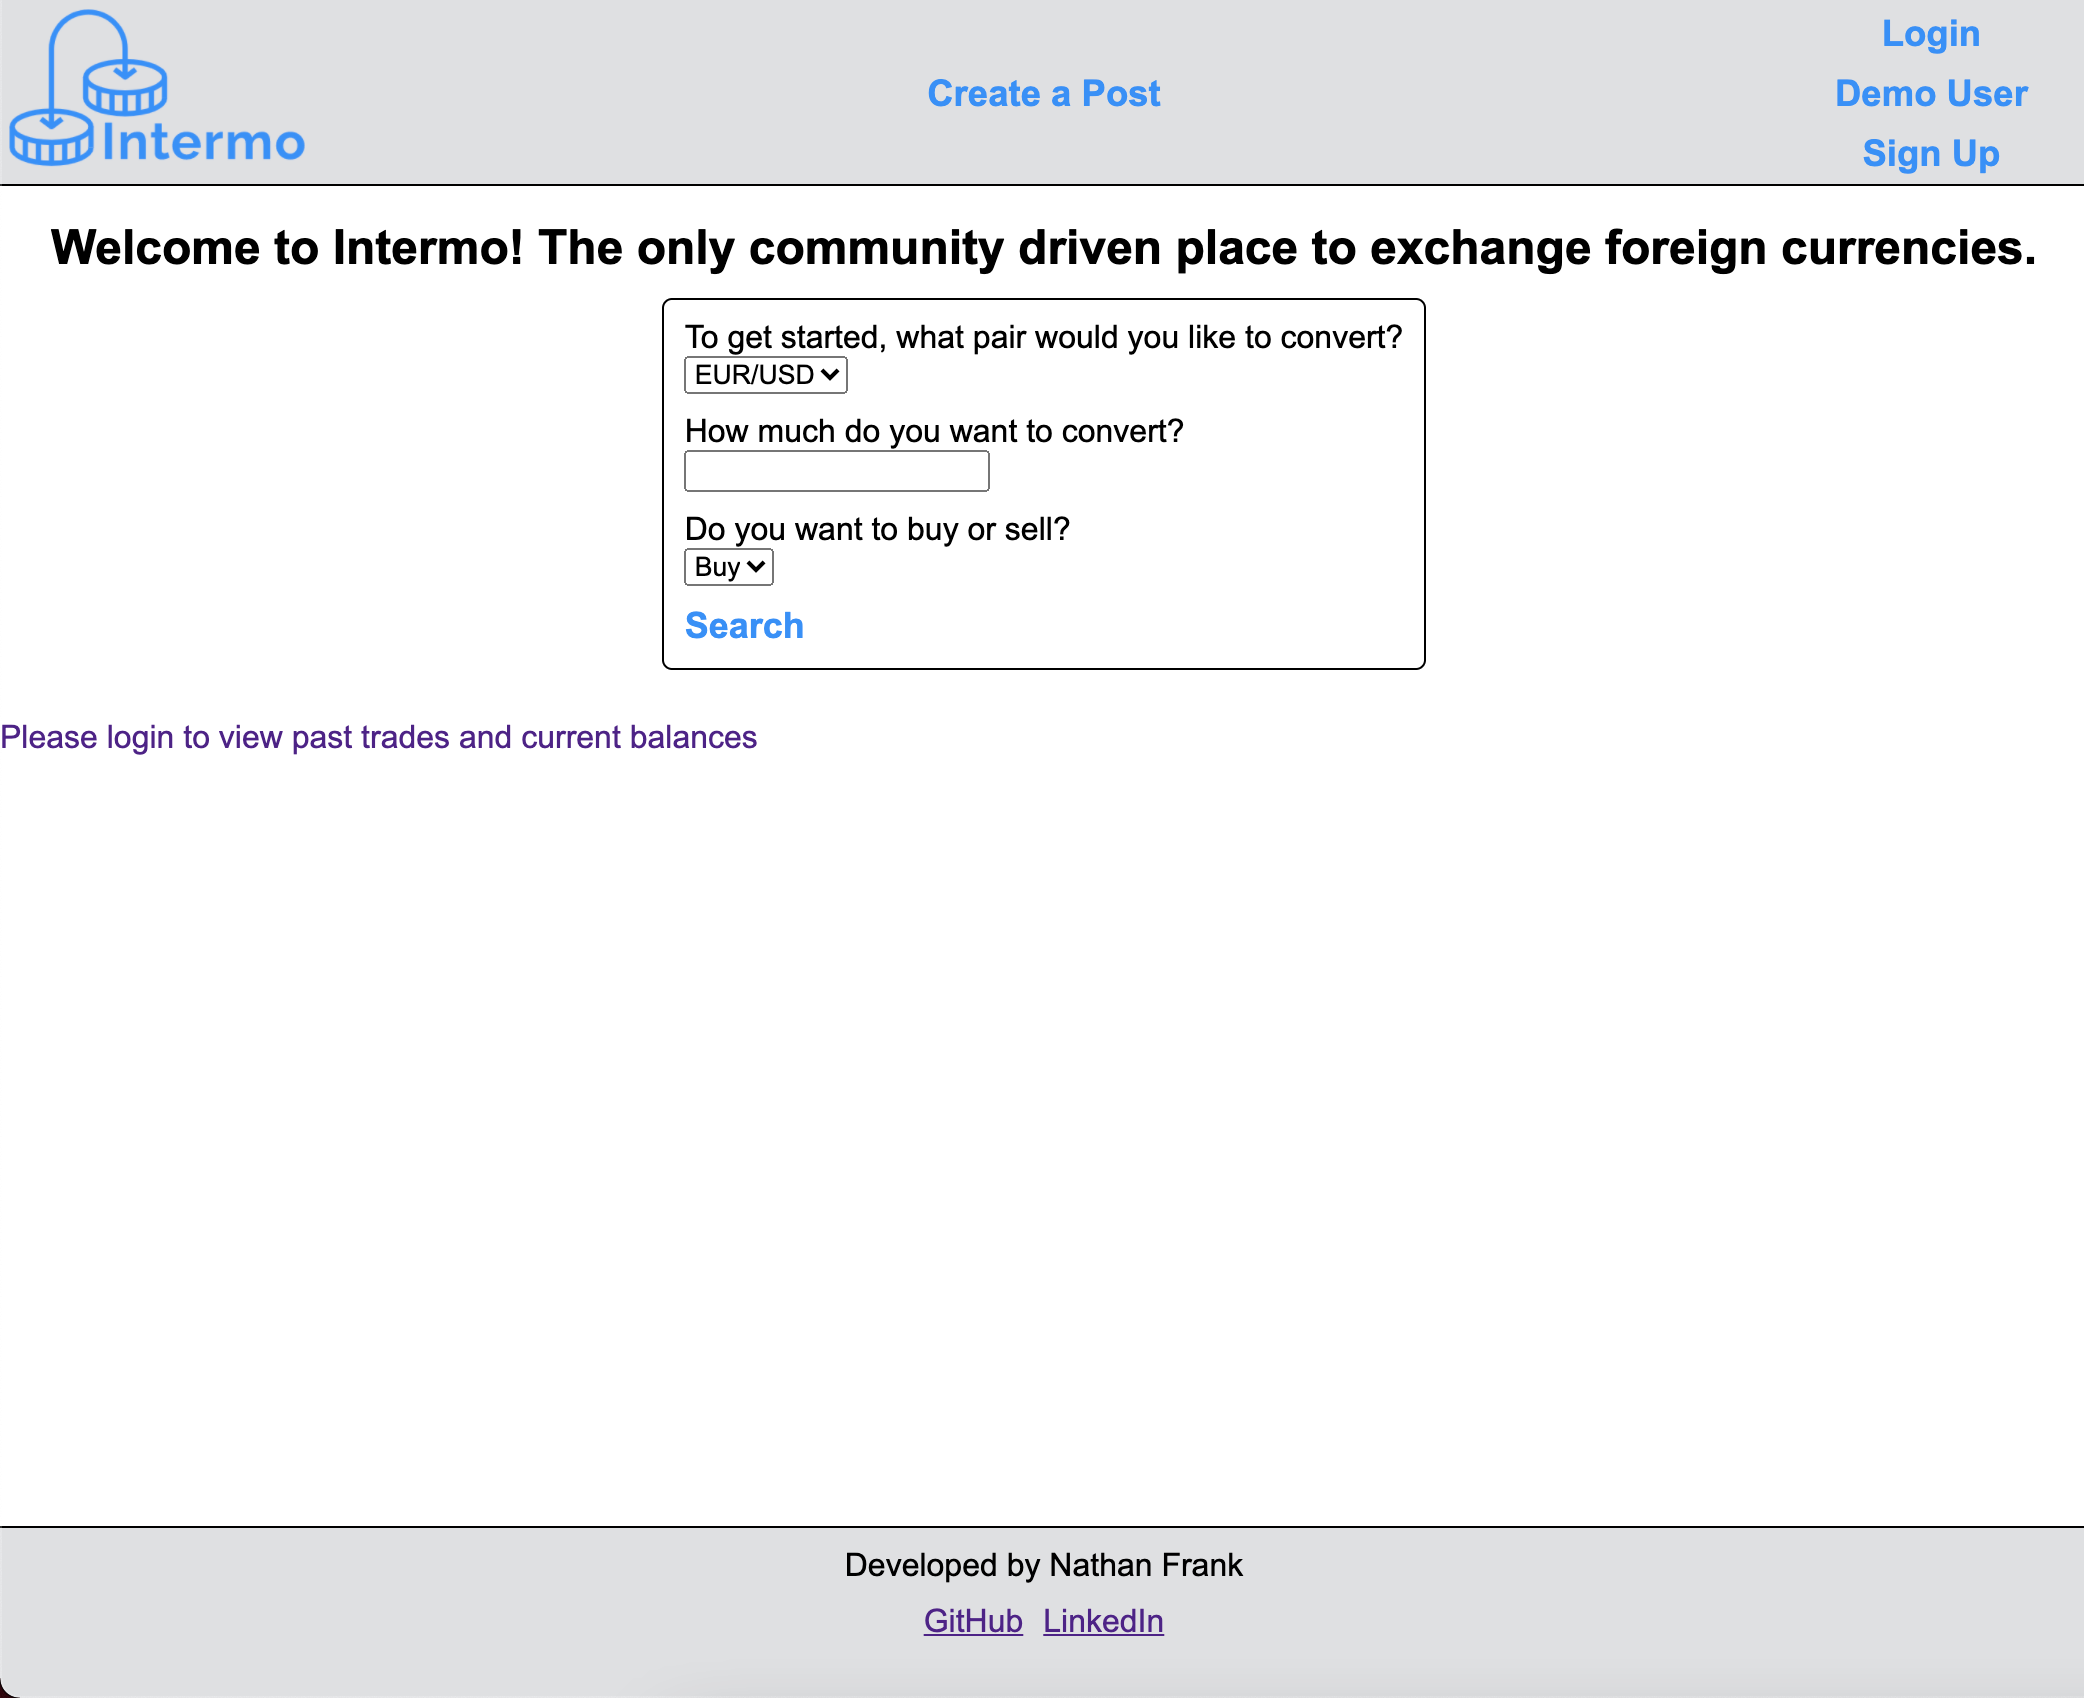 Intermo
Create a Post
Login
Demo User
Sign Up
Welcome to Intermo! The only community driven place to exchange foreign currencies.
To get started, what pair would you like to convert?
EUR/USD
How much do you want to convert?
Do you want to buy or sell?
Buy
Search
Please login to view past trades and current balances
Developed by Nathan Frank
GitHub LinkedIn